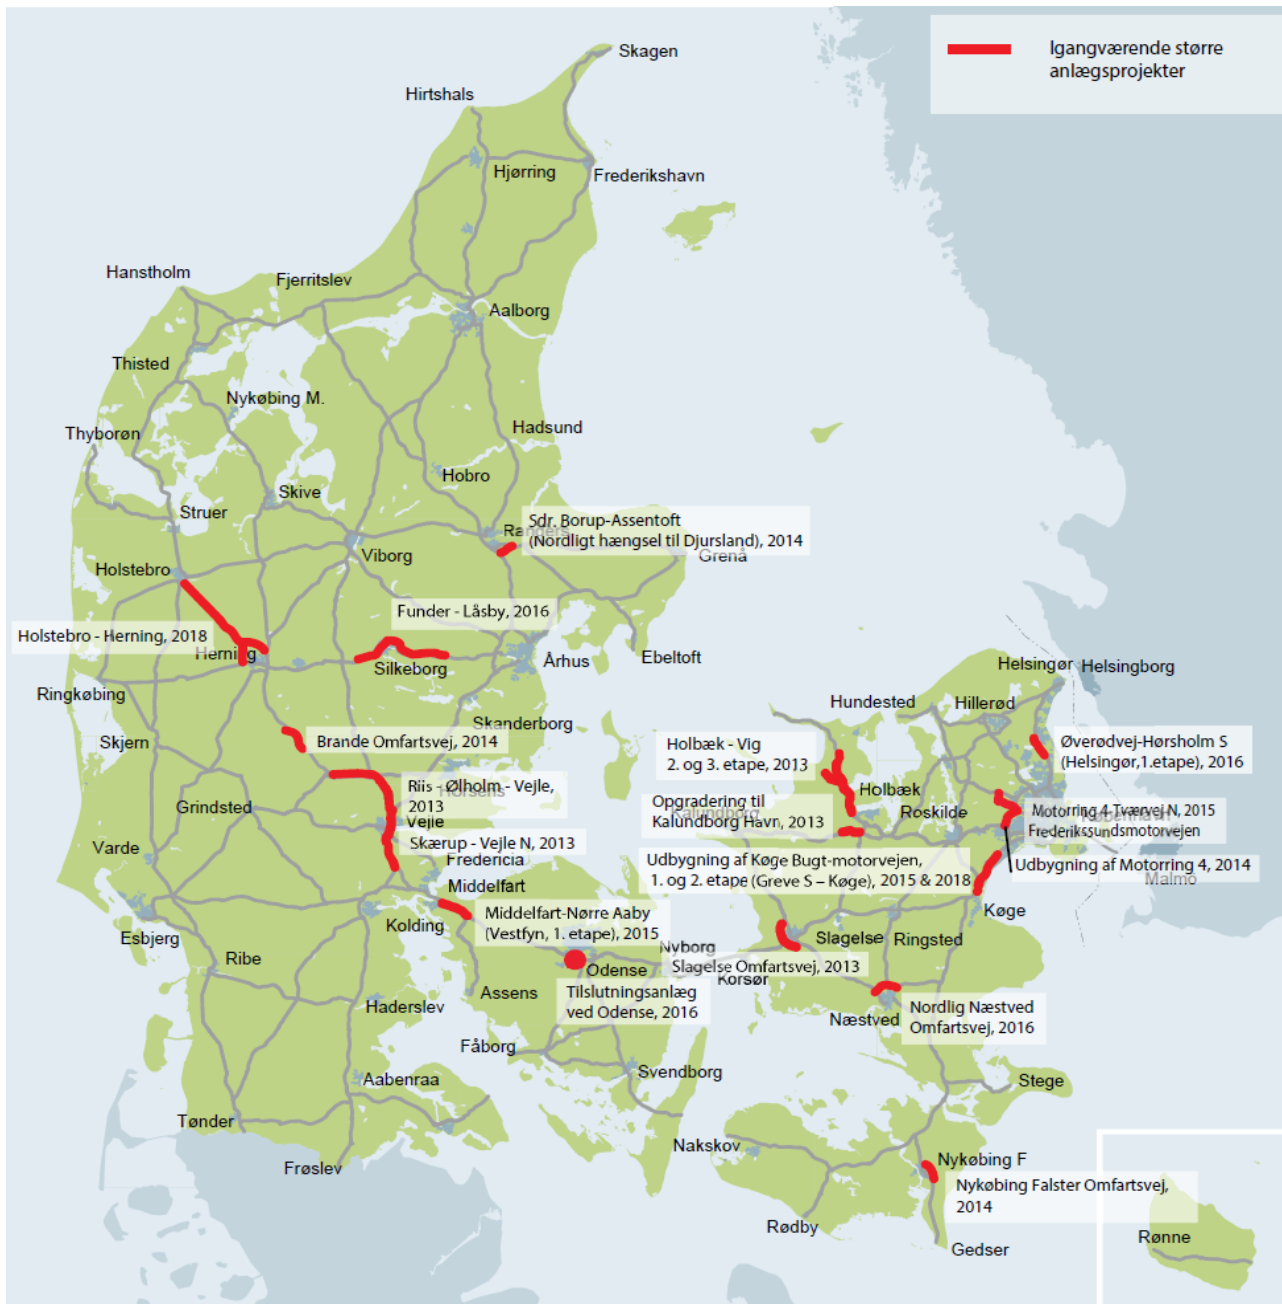 Igangværende større
anlægsprojekter
Skagen
Hirtshals
Hjørring
Frederikshavn
Hanstholm
Fjerritslev
Aalborg
Thisted
Nykøbing M.
Thyborøn
Hadsund
Hobro
Skive
Struer
Sdr. Borup-Assentoft
(Nordligt hængsel til Djursland), 2014
Randers
Grenå
Viborg
Holstebro
Funder - Låsby, 2016
Holstebro - Herning, 2018
Herning
Silkeborg
Århus
Ebeltoft
Ringkøbing
Skanderborg
Skjern
Brande Omfartsvej, 2014
Riis - Ølholm - Vejle,
2013
Horsens
Vejle
Skærup - Vejle N, 2013
Grindsted
Varde
Fredericia
Middelfart
Kolding
Esbjerg
Ribe
Middelfart-Nørre Aaby
(Vestfyn, 1. etape), 2015
Nyborg
Odense
Tilslutningsanlæg
ved Odense, 2016
Assens
Haderslev
Fåborg
Svendborg
Aabenraa
Tønder
Frøslev
Helsingør
Helsingborg
Hundested
Hillerød
Holbæk - Vig
2. og 3. etape, 2013
Øverødvej-Hørsholm S
(Helsingør,1.etape), 2016
Holbæk
Opgradering til
Kalundborg Havn, 2013
Kalundborg
Roskilde
Motorring 4-Tværvej N, 2015
Frederikssundsmotorvejen
København
Udbygning af Motorring 4, 2014
Malmö
Udbygning af Køge Bugt-motorvejen,
1. og 2. etape (Greve S – Køge), 2015 & 2018
Køge
Slagelse
Ringsted
Slagelse Omfartsvej, 2013
Korsør
Næstved
Nordlig Næstved
Omfartsvej, 2016
Stege
Nakskov
Nykøbing F
Nykøbing Falster Omfartsvej,
2014
Rødby
Gedser
Rønne